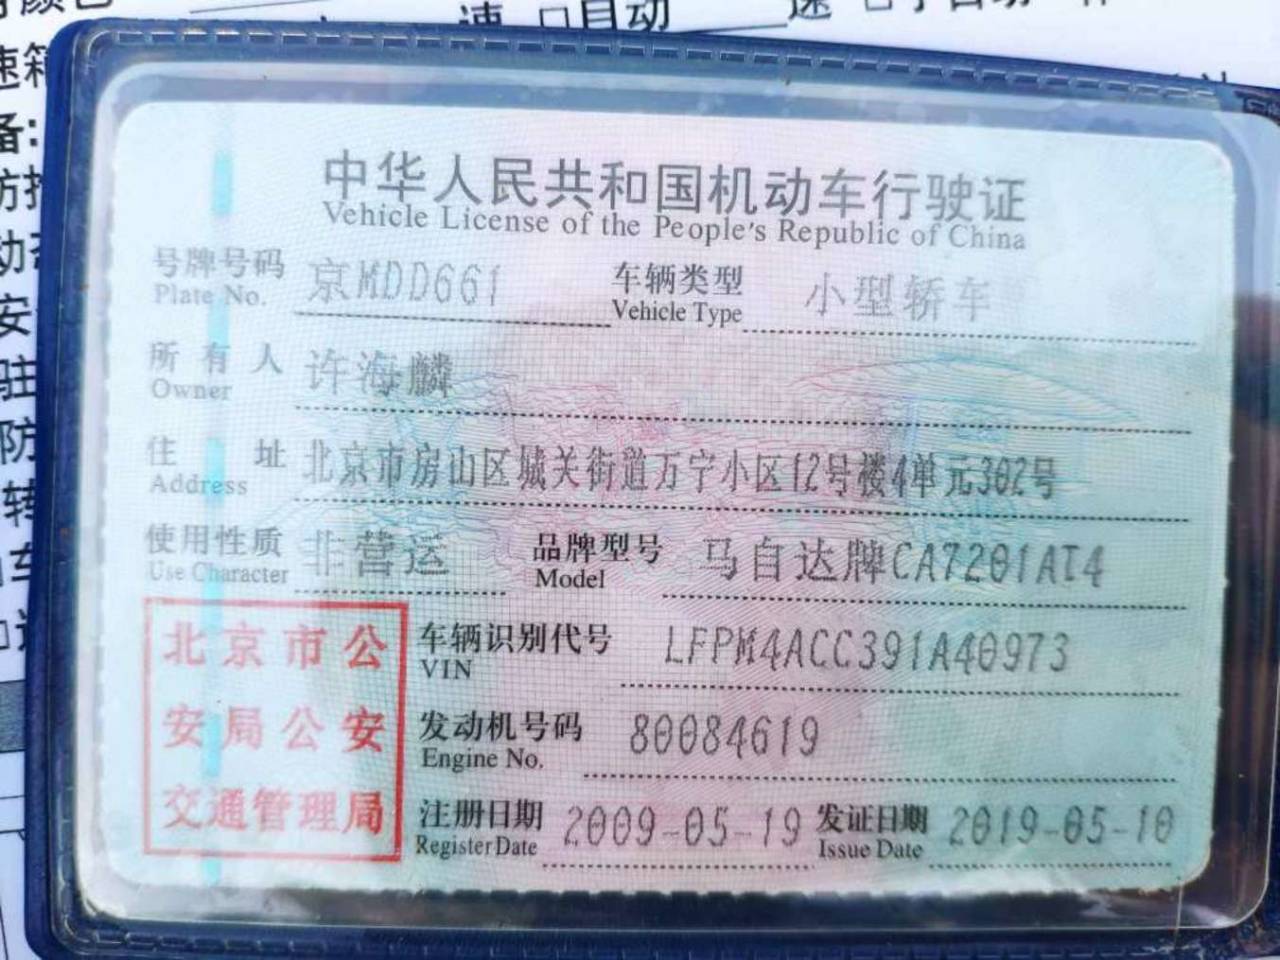 速 □自动 速
速箱
备:
中华人民共和国机动车行驶证
Vehicle License of the People's Republic of China
号牌号码 京MDD661 车辆类型 小型轿车
Plate No. Vehicle Type
所有人 许海麟
Owner
住址 北京市房山区城关街道万宁小区12号楼4单元302号
Address
使用性质 非营运 品牌型号 马自达牌CA7201AT4
Use Character Model
北京市公
安局公安
交通管理局
车辆识别代号 LFPM4ACC391A40973
VIN
发动机号码 80084619
Engine No.
注册日期 2009-05-19 发证日期 2019-05-10
Register Date Issue Date